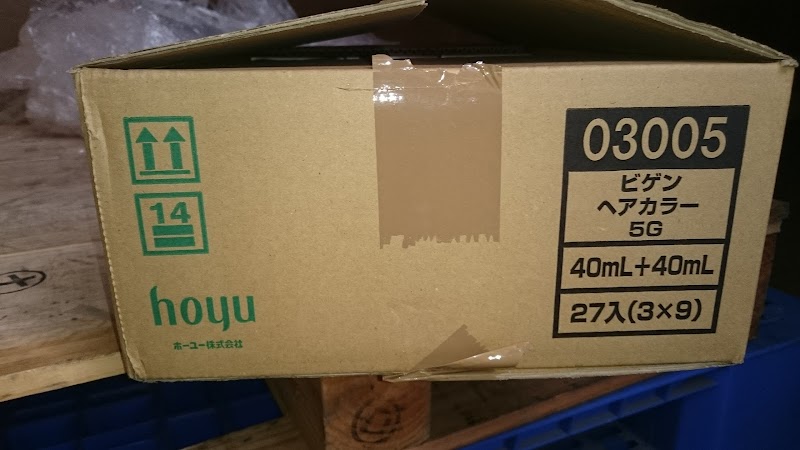 14
hoyu
ホーユー株式会社
03005
ビゲン
ヘアカラー
5G
40mL+40mL
27入(3×9)